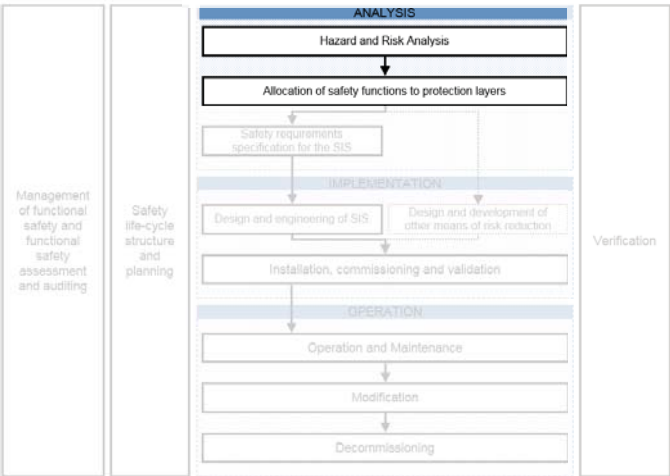 ANALYSIS
Hazard and Risk Analysis
Allocation of safety functions to protection layers
Safety requirements
specification for the SIS
IMPLEMENTATION
Management
of functional
safety and
functional
safety
assessment
and auditing
Safety
life-cycle
structure
and
planning
Design and engineering of SIS
Design and development of
other means of risk reduction
Verification
Installation, commissioning and validation
OPERATION
Operation and Maintenance
Modification
Decommissioning